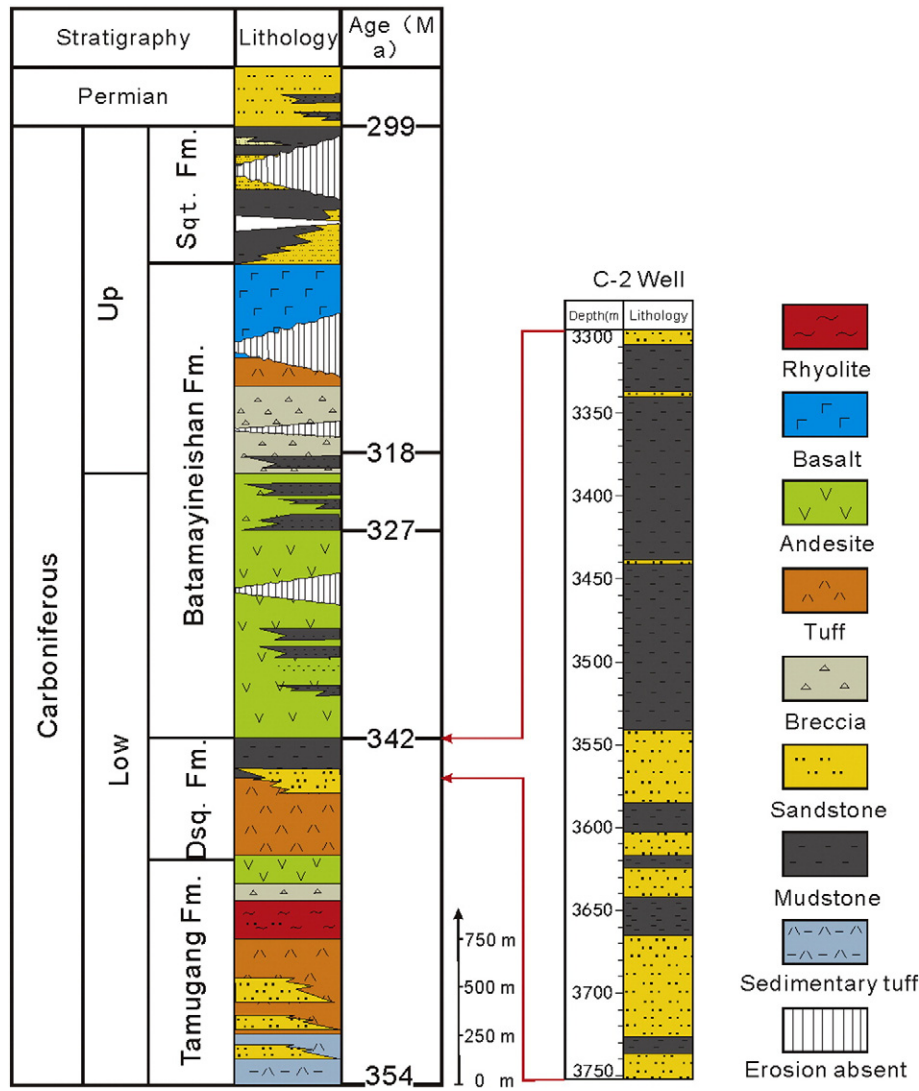 Stratigraphy
Lithology
Age (M
a)
Permian
299
Carboniferous
Up
Low
Sqt. Fm.
Batamayineishan Fm.
318
327
342
Dsq. Fm.
Tamugang Fm.
354
750 m
500 m
250 m
0 m
C-2 Well
Depth(m
Lithology
3300
3350
3400
3450
3500
3550
3600
3650
3700
3750
Rhyolite
Basalt
Andesite
Tuff
Breccia
Sandstone
Mudstone
Sedimentary tuff
Erosion absent